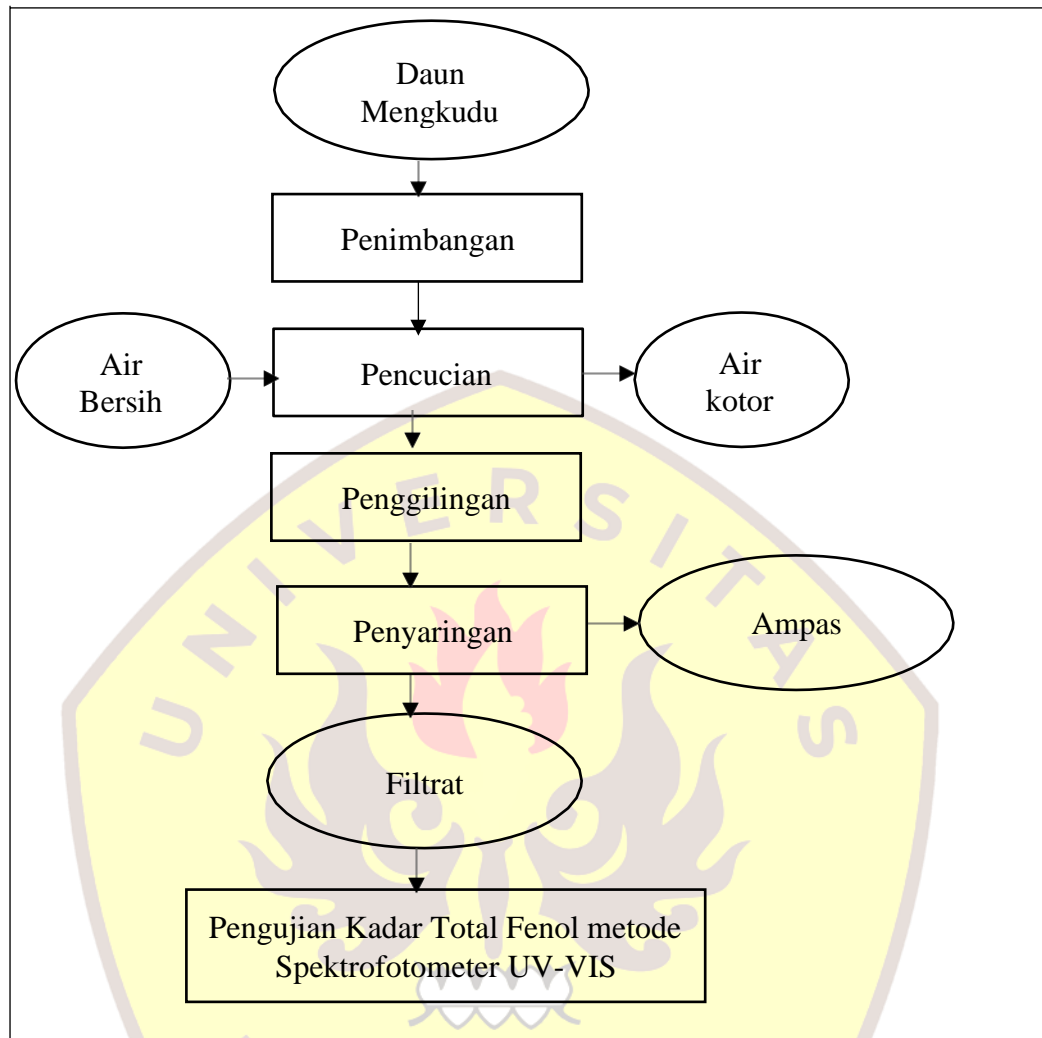 Daun
Mengkudu
Penimbangan
Air
Bersih
Pencucian
Air
kotor
Penggilingan
Penyaringan
Ampas
Filtrat
Pengujian Kadar Total Fenol metode
Spektrofotometer UV-VIS
UNIVERSITAS